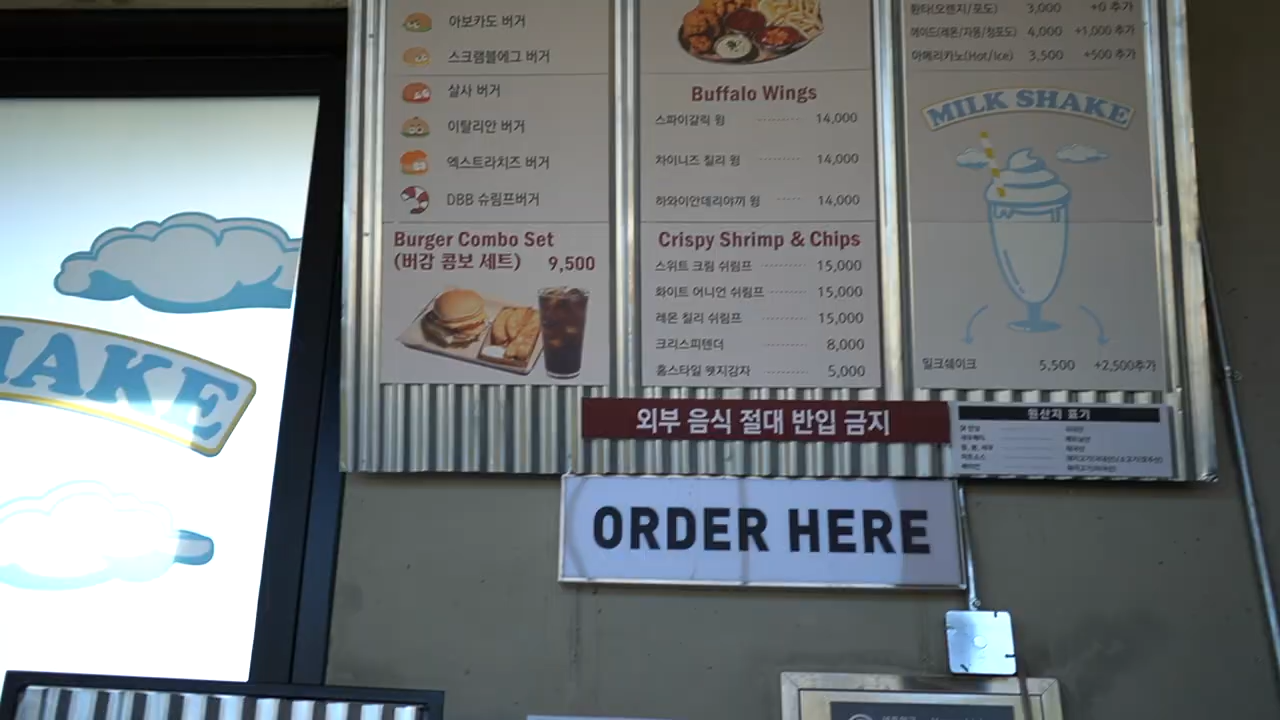 아보카도 버거
스크램블에그 버거
살사 버거
이탈리안 버거
엑스트라치즈 버거
DBB 슈림프버거
Burger Combo Set
(버감 콤보 세트) 9,500
Buffalo Wings
스파이갈릭 윙 14,000
차이니즈 칠리 윙 14,000
하와이안데리야끼 윙 14,000
Crispy Shrimp & Chips
스위트 크림 쉬림프 15,000
화이트 어니언 쉬림프 15,000
레몬 칠리 쉬림프 15,000
크리스피텐더 8,000
홈스타일 웻지감자 5,000
환타(오렌지/포도) 3,000 +0 추가
에이드(레몬/자몽/청포도) 4,000 +1,000 추가
아메리카노(Hot/Ice) 3,500 +500 추가
MILK SHAKE
밀크쉐이크 5,500 +2,500추가
외부 음식 절대 반입 금지
원산지 표기
ORDER HERE
HAKE